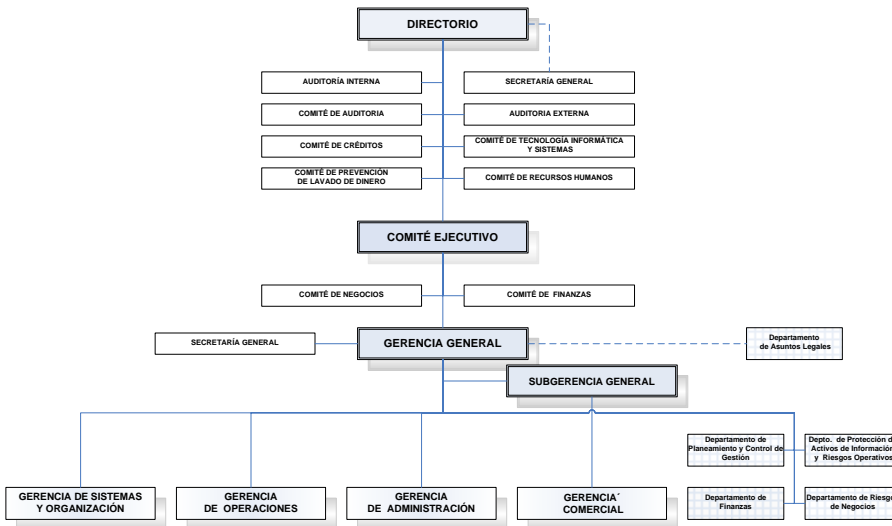 DIRECTORIO
AUDITORÍA INTERNA
SECRETARÍA GENERAL
COMITÉ DE AUDITORIA
AUDITORIA EXTERNA
COMITÉ DE CRÉDITOS
COMITÉ DE TECNOLOGÍA INFORMÁTICA
Y SISTEMAS
COMITÉ DE PREVENCIÓN
DE LAVADO DE DINERO
COMITÉ DE RECURSOS HUMANOS
COMITÉ EJECUTIVO
COMITÉ DE NEGOCIOS
COMITÉ DE FINANZAS
SECRETARÍA GENERAL
GERENCIA GENERAL
Departamento
de Asuntos Legales
SUBGERENCIA GENERAL
Departamento de
Planeamiento y Control de
Gestión
Depto. de Protección d
Activos de Información
y Riesgos Operativos
GERENCIA DE SISTEMAS
Y ORGANIZACIÓN
GERENCIA
DE OPERACIONES
GERENCIA
DE ADMINISTRACIÓN
GERENCIA´
COMERCIAL
Departamento de
Finanzas
Departamento de Riesg
de Negocios